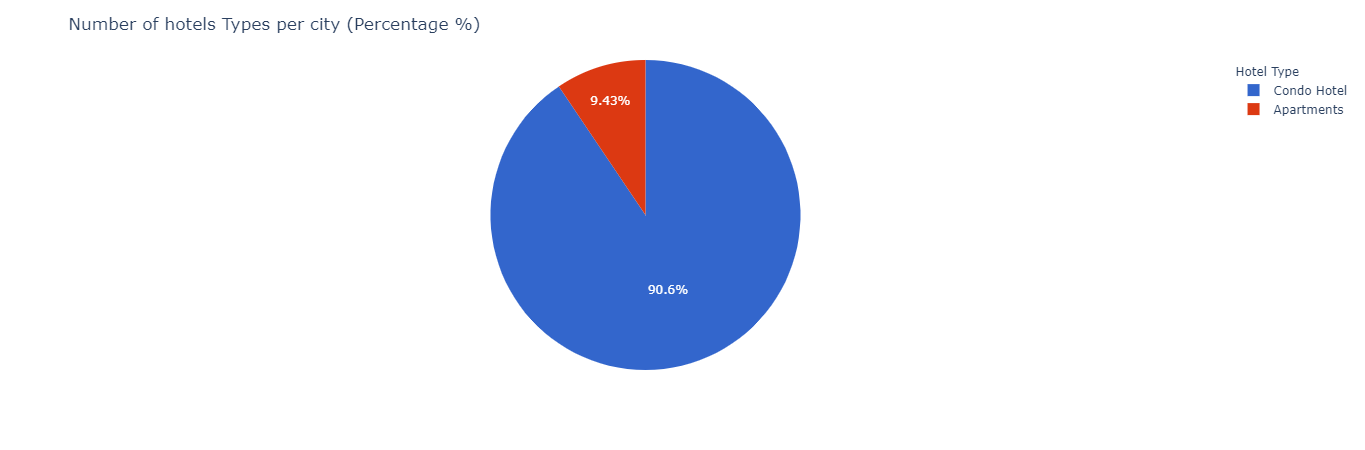 Number of hotels Types per city (Percentage %)
Hotel Type
Condo Hotel
Apartments
9.43%
90.6%